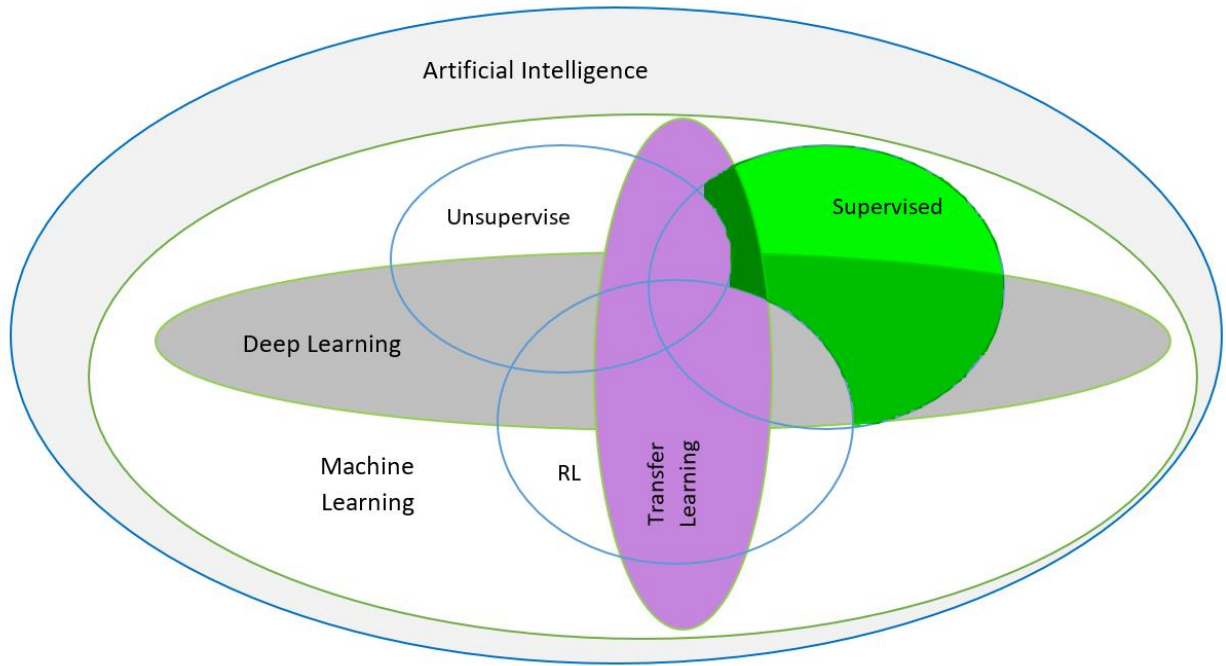 Artificial Intelligence
Unsupervise
Supervised
Deep Learning
Machine
Learning
RL
Transfer
Learning